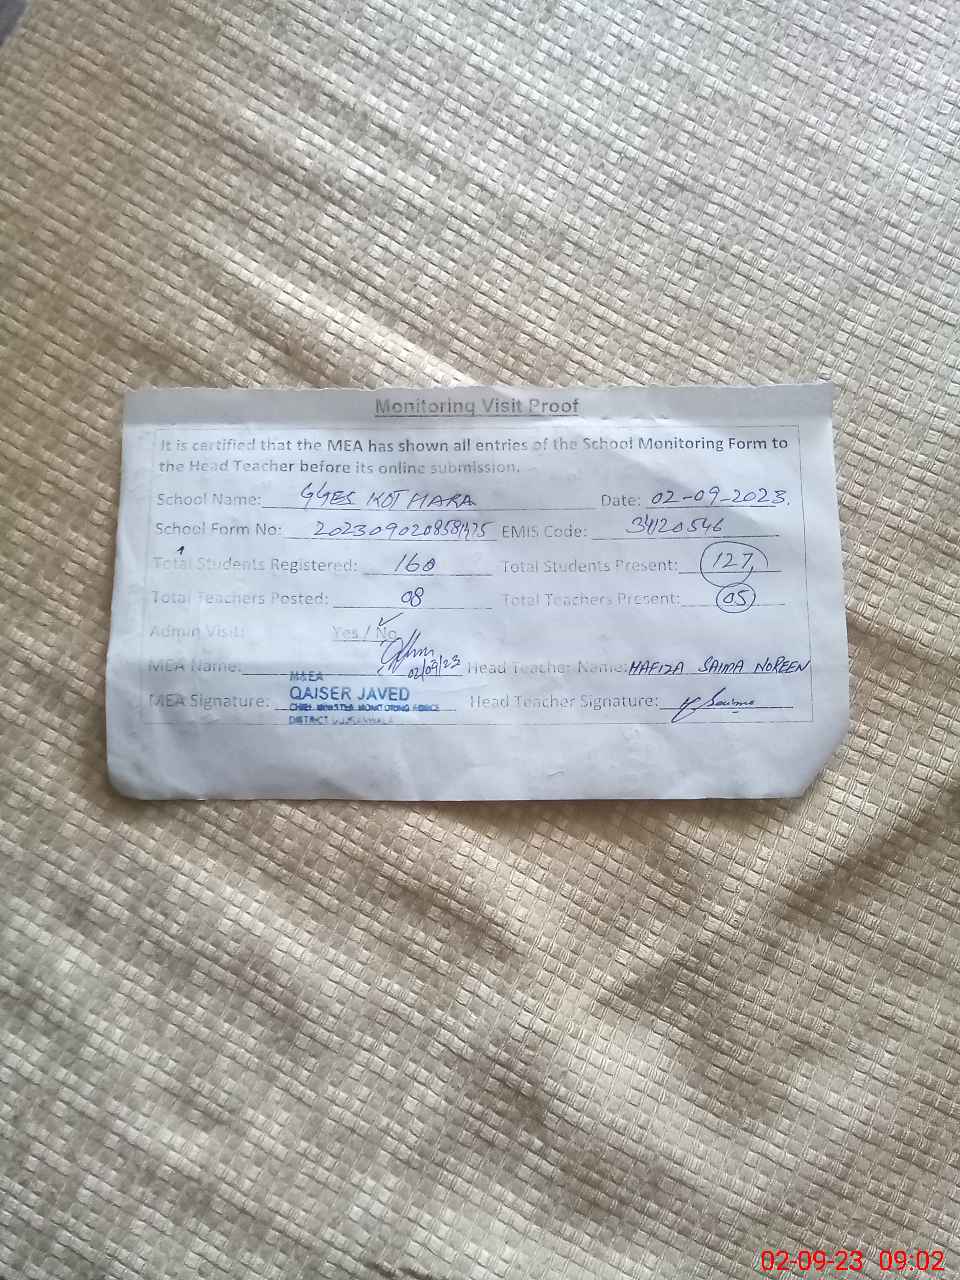 Monitoring Visit Proof
It is certified that the MEA has shown all entries of the School Monitoring Form to
the Head Teacher before its online submission.
School Name: GGES KOT HARA Date: 02-09-2023.
School Form No: EMIS Code: 34120546
Total Students Registered: 160 Total Students Present: 127
Total Teachers Posted: 08 Total Teachers Present: 05
Admin Visit: Yes / No
MEA Name: 02/09/23 Head Teacher Name: HAFIZA SAIMA NOREEN
M&EA
MEA Signature: QAISER JAVED Head Teacher Signature: Saima
CHIEF MINISTER MONITORING FORCE
DISTRICT GUJRANWALA
02-09-23 09:02